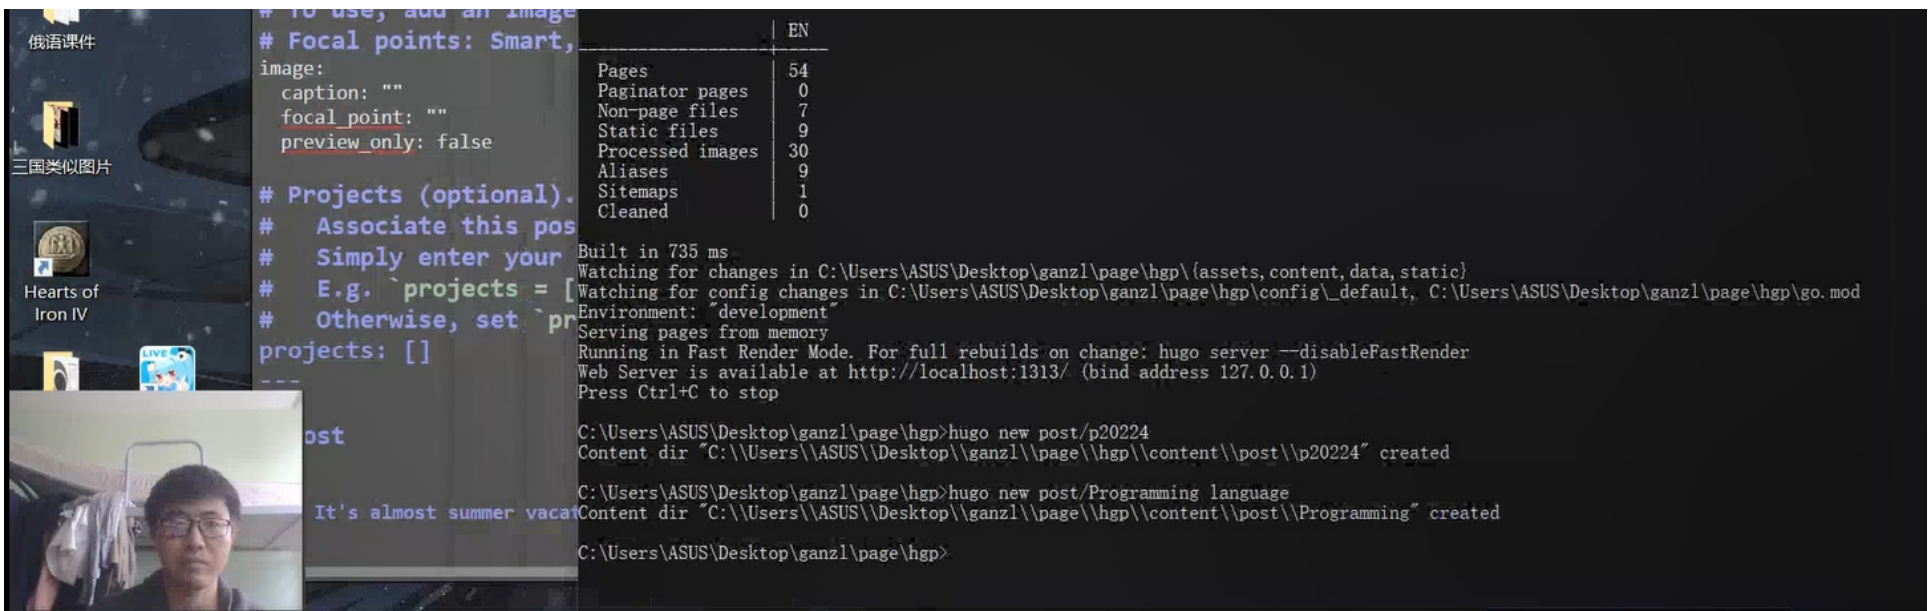 俄语课件
三国类似图片
Hearts of
Iron IV
LIVE
# To use, add an image
# Focal points: Smart,
image:
caption: ""
focal_point: ""
preview_only: false
# Projects (optional).
# Associate this pos
# Simply enter your
# E.g. `projects = [
# Otherwise, set `pr
projects: []
---
ost
It's almost summer vacat
| EN
Pages | 54
Paginator pages | 0
Non-page files | 7
Static files | 9
Processed images | 30
Aliases | 9
Sitemaps | 1
Cleaned | 0
Built in 735 ms
Watching for changes in C:\Users\ASUS\Desktop\ganzl\page\hgp\{assets,content,data,static}
Watching for config changes in C:\Users\ASUS\Desktop\ganzl\page\hgp\config\_default, C:\Users\ASUS\Desktop\ganzl\page\hgp\go.mod
Environment: "development"
Serving pages from memory
Running in Fast Render Mode. For full rebuilds on change: hugo server --disableFastRender
Web Server is available at http://localhost:1313/ (bind address 127.0.0.1)
Press Ctrl+C to stop
C:\Users\ASUS\Desktop\ganzl\page\hgp>hugo new post/p20224
Content dir "C:\\Users\\ASUS\\Desktop\\ganzl\\page\\hgp\\content\\post\\p20224" created
C:\Users\ASUS\Desktop\ganzl\page\hgp>hugo new post/Programming language
Content dir "C:\\Users\\ASUS\\Desktop\\ganzl\\page\\hgp\\content\\post\\Programming" created
C:\Users\ASUS\Desktop\ganzl\page\hgp>